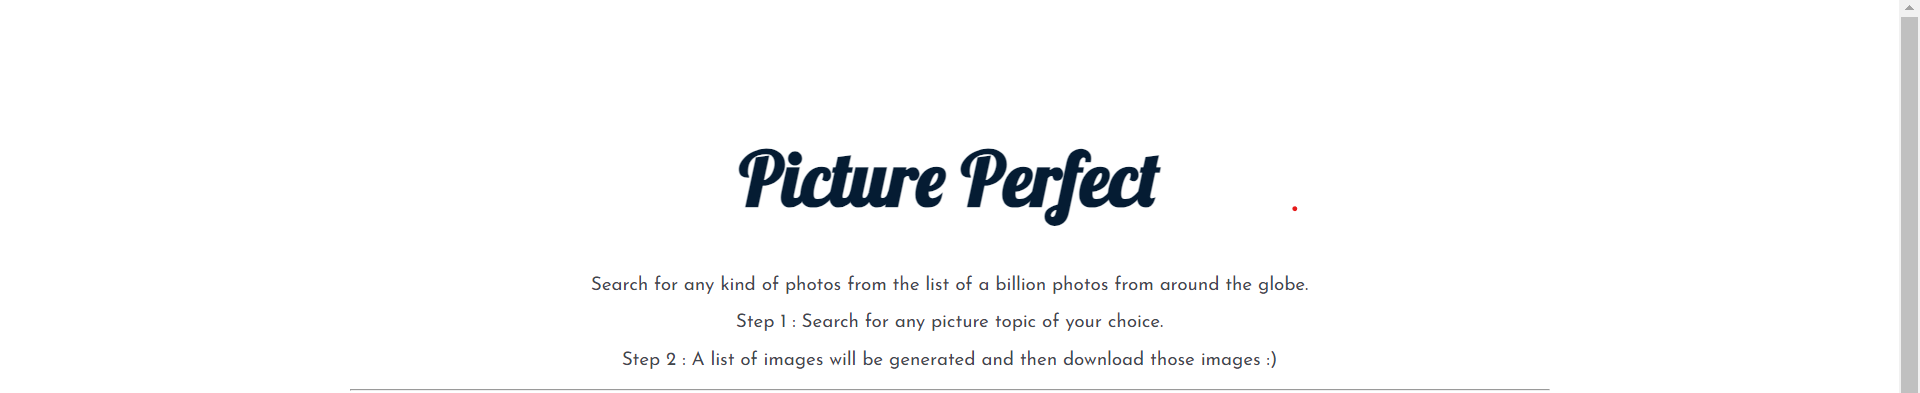 Picture Perfect
Search for any kind of photos from the list of a billion photos from around the globe.
Step 1 : Search for any picture topic of your choice.
Step 2 : A list of images will be generated and then download those images :)